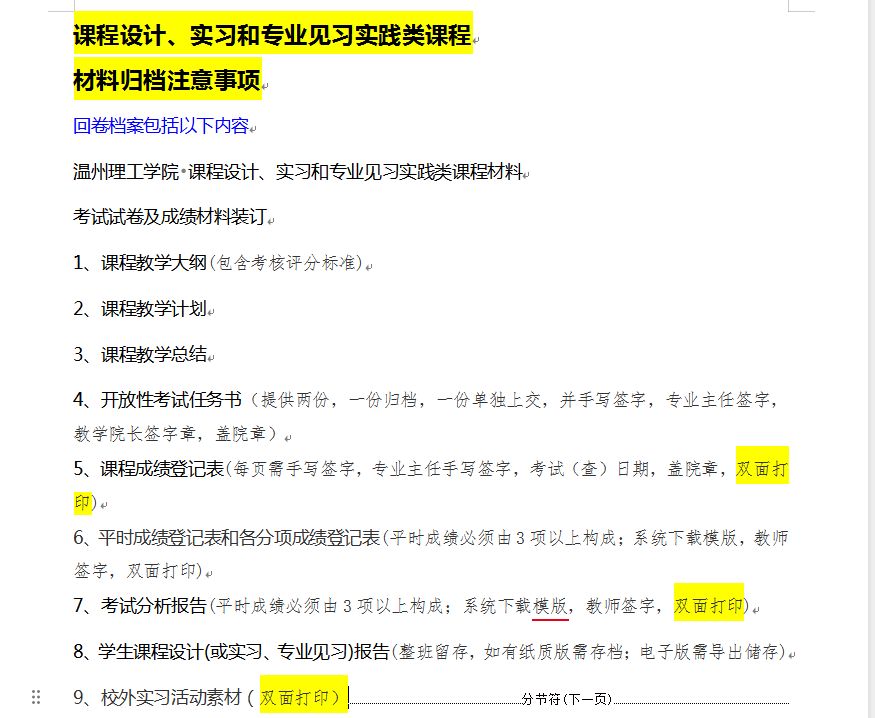 课程设计、实习和专业见习实践类课程
材料归档注意事项
回卷档案包括以下内容
温州理工学院·课程设计、实习和专业见习实践类课程材料
考试试卷及成绩材料装订
1、课程教学大纲(包含考核评分标准)
2、课程教学计划
3、课程教学总结
4、开放性考试任务书（提供两份，一份归档，一份单独上交，并手写签字，专业主任签字，
教学院长签字章，盖院章）
5、课程成绩登记表(每页需手写签字，专业主任手写签字，考试（查）日期，盖院章，双面打
印)
6、平时成绩登记表和各分项成绩登记表(平时成绩必须由3项以上构成；系统下载模版，教师
签字，双面打印)
7、考试分析报告(平时成绩必须由3项以上构成；系统下载模版，教师签字，双面打印)
8、学生课程设计(或实习、专业见习)报告(整班留存，如有纸质版需存档；电子版需导出储存)
9、校外实习活动素材（双面打印）分节符(下一页)